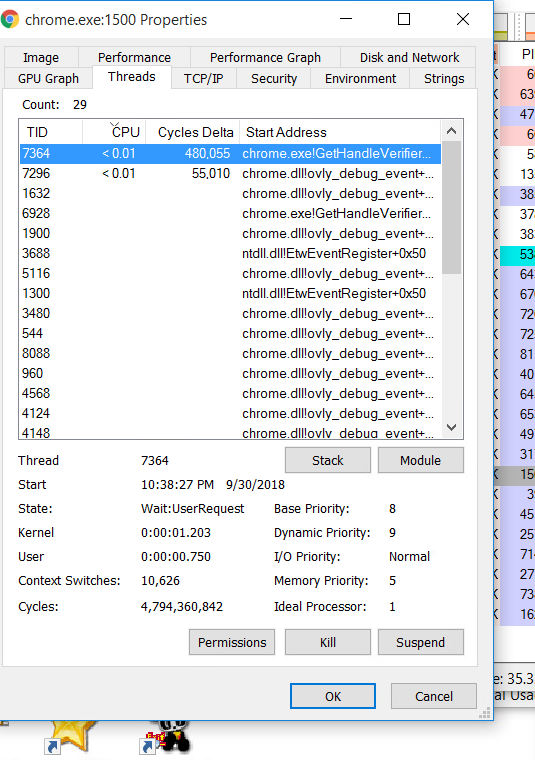 chrome.exe:1500 Properties
Image Performance Performance Graph Disk and Network
GPU Graph Threads TCP/IP Security Environment Strings
Count: 29
TID CPU Cycles Delta Start Address
7364 < 0.01 480,055 chrome.exe!GetHandleVerifier...
7296 < 0.01 55,010 chrome.dll!ovly_debug_event+...
1632 chrome.dll!ovly_debug_event+...
6928 chrome.exe!GetHandleVerifier...
1900 chrome.dll!ovly_debug_event+...
3688 ntdll.dll!EtwEventRegister+0x50
5116 chrome.dll!ovly_debug_event+...
1300 ntdll.dll!EtwEventRegister+0x50
3480 chrome.dll!ovly_debug_event+...
544 chrome.dll!ovly_debug_event+...
8088 chrome.dll!ovly_debug_event+...
960 chrome.dll!ovly_debug_event+...
4568 chrome.dll!ovly_debug_event+...
4124 chrome.dll!ovly_debug_event+...
4148 chrome.dll!ovly_debug_event+...
Thread 7364 Stack Module
Start 10:38:27 PM 9/30/2018
State: Wait:UserRequest Base Priority: 8
Kernel 0:00:01.203 Dynamic Priority: 9
User 0:00:00.750 I/O Priority: Normal
Context Switches: 10,626 Memory Priority: 5
Cycles: 4,794,360,842 Ideal Processor: 1
Permissions Kill Suspend
OK Cancel